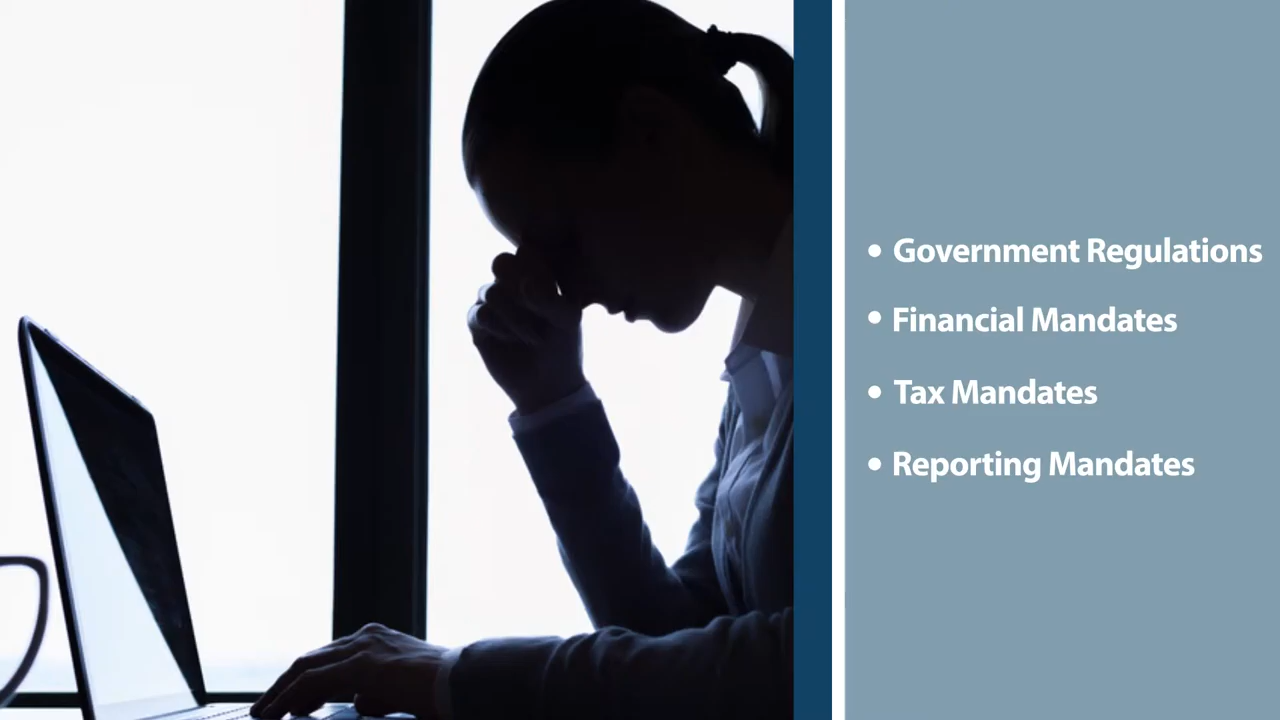 • Government Regulations
• Financial Mandates
• Tax Mandates
• Reporting Mandates